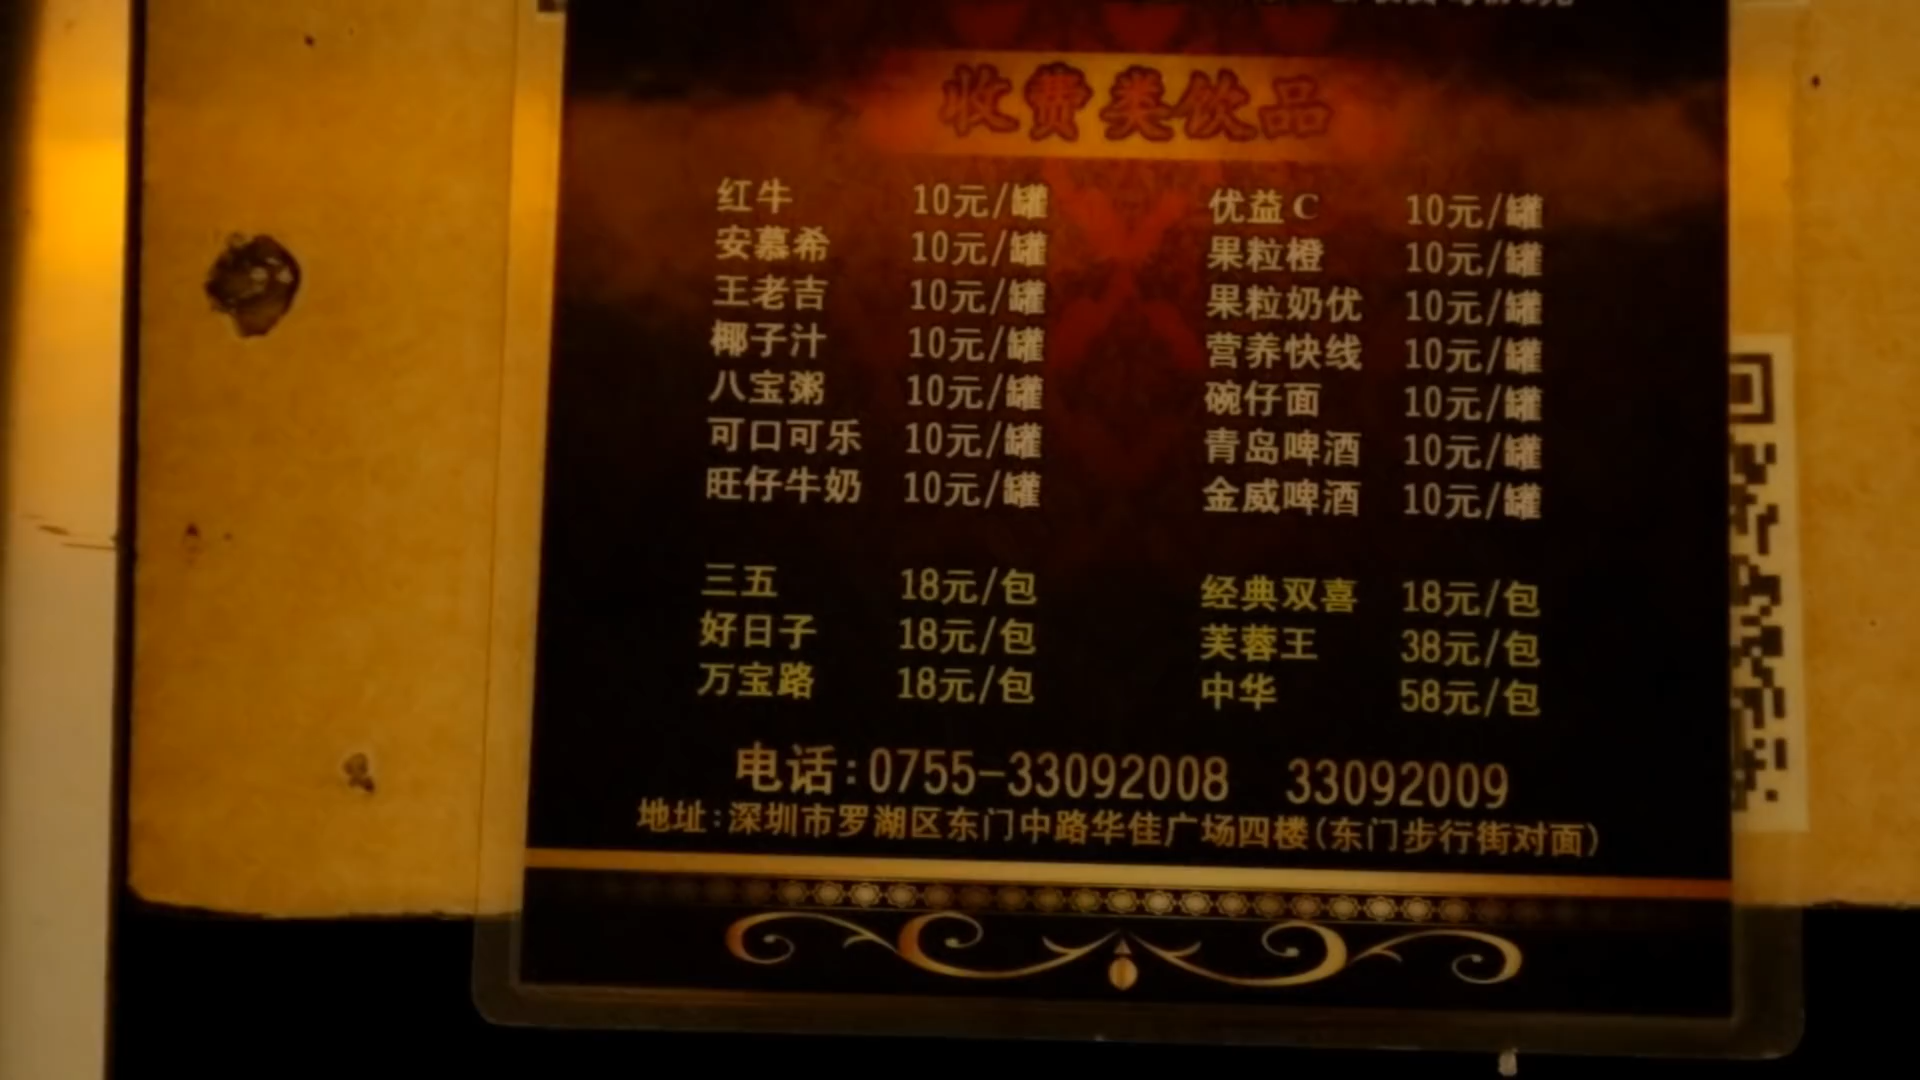 收费类饮品
红牛 10元/罐 优益C 10元/罐
安慕希 10元/罐 果粒橙 10元/罐
王老吉 10元/罐 果粒奶优 10元/罐
椰子汁 10元/罐 营养快线 10元/罐
八宝粥 10元/罐 碗仔面 10元/罐
可口可乐 10元/罐 青岛啤酒 10元/罐
旺仔牛奶 10元/罐 金威啤酒 10元/罐
三五 18元/包 经典双喜 18元/包
好日子 18元/包 芙蓉王 38元/包
万宝路 18元/包 中华 58元/包
电话:0755-33092008 33092009
地址:深圳市罗湖区东门中路华佳广场四楼(东门步行街对面)